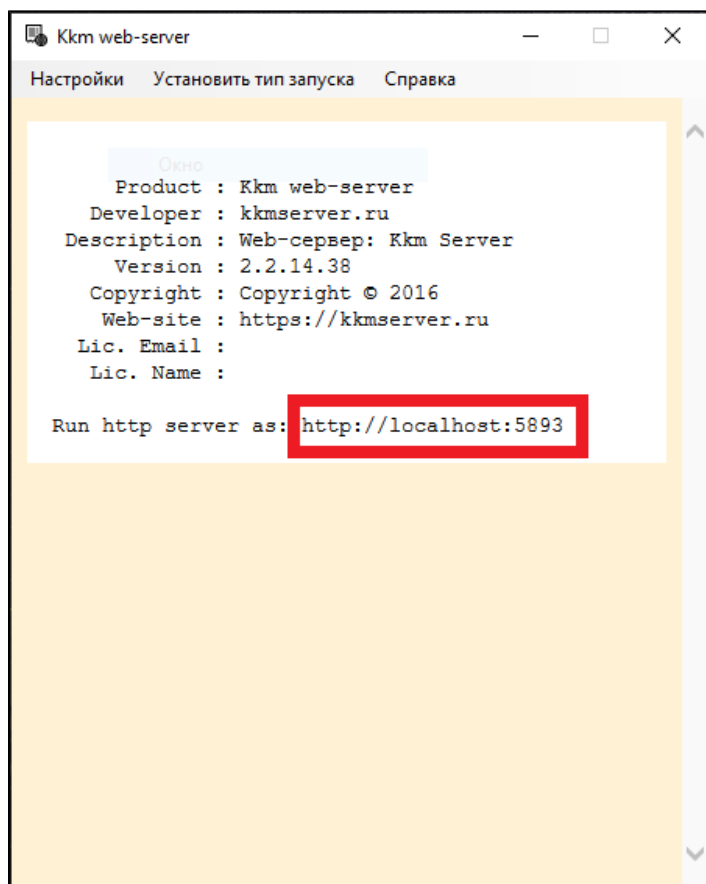 Kkm web-server
Настройки Установить тип запуска Справка
Окно
Product : Kkm web-server
Developer : kkmserver.ru
Description : Web-сервер: Kkm Server
Version : 2.2.14.38
Copyright : Copyright © 2016
Web-site : https://kkmserver.ru
Lic. Email :
Lic. Name :
Run http server as: http://localhost:5893